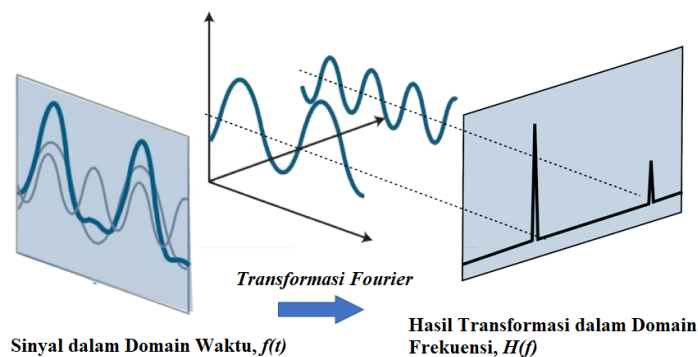 Transformasi Fourier
Sinyal dalam Domain Waktu, f(t)
Hasil Transformasi dalam Domain
Frekuensi, H(f)